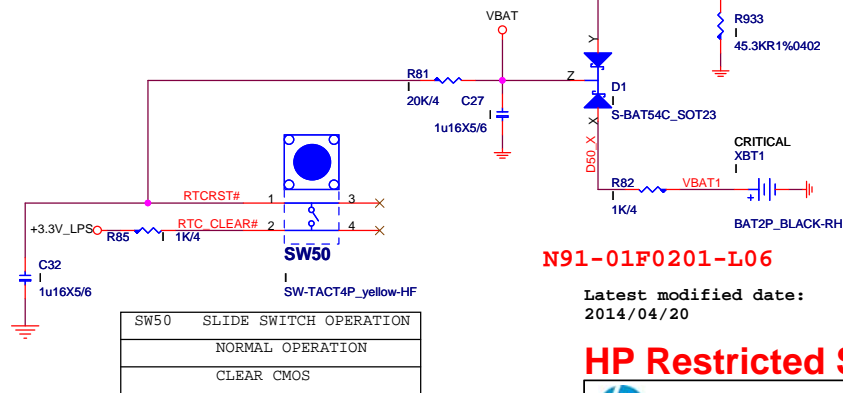 VBAT
R933
45.3KR1%0402
R81
20K/4
C27
1u16X5/6
Y
Z
X
D1
S-BAT54C_SOT23
D50_X
CRITICAL
XBT1
R82
1K/4
VBAT1
+
BAT2P_BLACK-RH
RTCRST#
1
3
+3.3V_LPS
R85
RTC_CLEAR#
1K/4
2
4
SW50
SW-TACT4P_yellow-HF
C32
1u16X5/6
N91-01F0201-L06
Latest modified date:
2014/04/20
SW50 SLIDE SWITCH OPERATION
NORMAL OPERATION
CLEAR CMOS
HP Restricted S